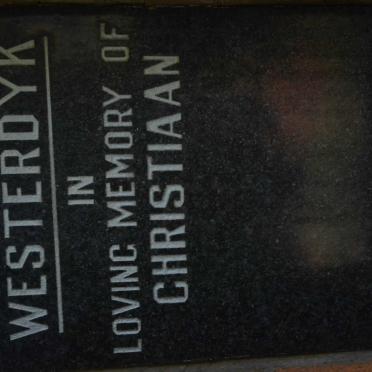 WESTERDYK
IN
LOVING MEMORY OF
CHRISTIAAN